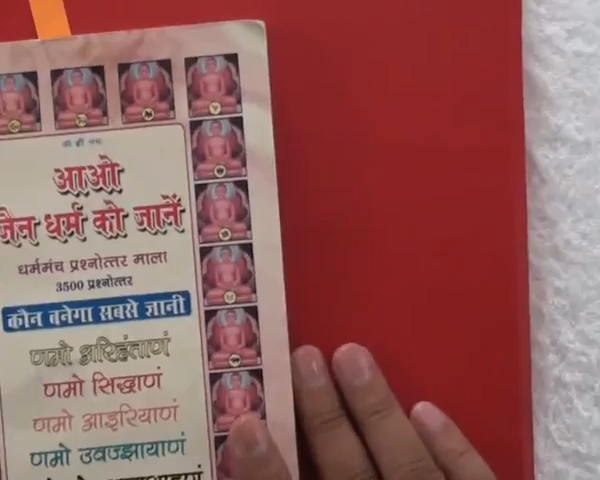 आओ
जैन धर्म को जानें
धर्ममंच प्रश्नोत्तर माला
3500 प्रश्नोत्तर
कौन बनेगा सबसे ज्ञानी
णमो अरिहंताणं
णमो सिद्धाणं
णमो आइरियाणं
णमो उवज्झायाणं